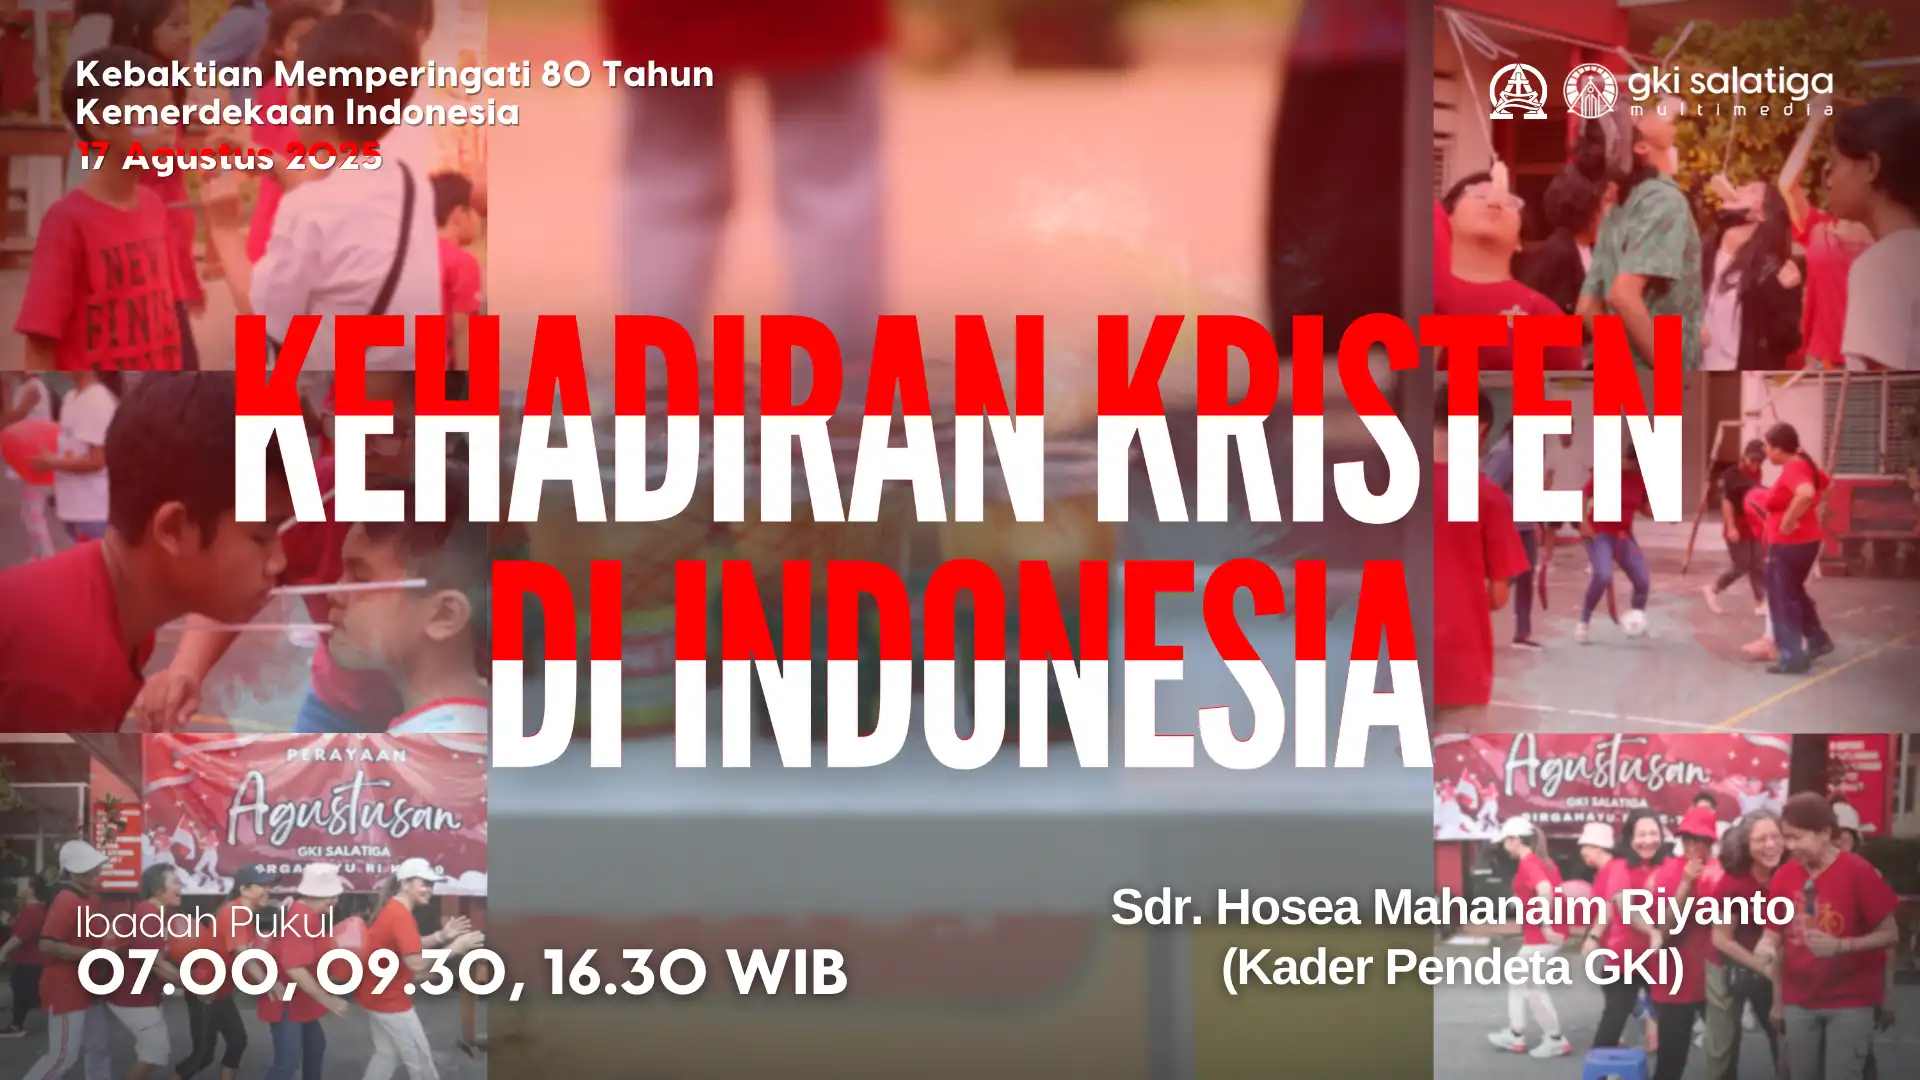 Kebaktian Memperingati 80 Tahun
Kemerdekaan Indonesia
17 Agustus 2025
gki salatiga
multimedia
NEW
KEHADIRAN KRISTEN
DI INDONESIA
PERAYAAN
Agustusan
GKI SALATIGA
Agustusan
GKI SALATIGA
Ibadah Pukul
07.00, 09.30, 16.30 WIB
Sdr. Hosea Mahanaim Riyanto
(Kader Pendeta GKI)